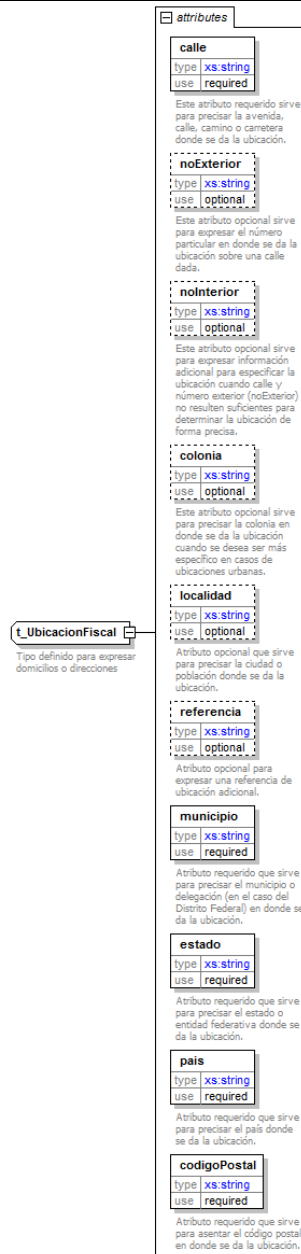 attributes
calle
type xs:string
use required
Este atributo requerido sirve
para precisar la avenida,
calle, camino o carretera
donde se da la ubicación.
noExterior
type xs:string
use optional
Este atributo opcional sirve
para expresar el número
particular en donde se da la
ubicación sobre una calle
dada.
noInterior
type xs:string
use optional
Este atributo opcional sirve
para expresar información
adicional para especificar la
ubicación cuando calle y
número exterior (noExterior)
no resulten suficientes para
determinar la ubicación de
forma precisa.
colonia
type xs:string
use optional
Este atributo opcional sirve
para precisar la colonia en
donde se da la ubicación
cuando se desea ser más
específico en casos de
ubicaciones urbanas.
localidad
type xs:string
use optional
Atributo opcional que sirve
para precisar la ciudad o
población donde se da la
ubicación.
t_UbicacionFiscal
Tipo definido para expresar
domicilios o direcciones
referencia
type xs:string
use optional
Atributo opcional para
expresar una referencia de
ubicación adicional.
municipio
type xs:string
use required
Atributo requerido que sirve
para precisar el municipio o
delegación (en el caso del
Distrito Federal) en donde se
da la ubicación.
estado
type xs:string
use required
Atributo requerido que sirve
para precisar el estado o
entidad federativa donde se
da la ubicación.
pais
type xs:string
use required
Atributo requerido que sirve
para precisar el país donde
se da la ubicación.
codigoPostal
type xs:string
use required
Atributo requerido que sirve
para asentar el código postal
en donde se da la ubicación.